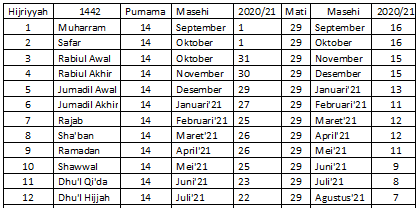 Hijriyyah 1442 Purnama Masehi 2020/21 Mati Masehi 2020/21
1 Muharram 14 September 1 29 September 16
2 Safar 14 Oktober 1 29 Oktober 16
3 Rabiul Awal 14 Oktober 31 29 November 15
4 Rabiul Akhir 14 November 30 29 Desember 15
5 Jumadil Awal 14 Desember 29 29 Januari'21 13
6 Jumadil Akhir 14 Januari'21 27 29 Februari'21 11
7 Rajab 14 Februari'21 25 29 Maret'21 12
8 Sha'ban 14 Maret'21 26 29 April'21 12
9 Ramadan 14 April'21 26 29 Mei'21 11
10 Shawwal 14 Mei'21 25 29 Juni'21 9
11 Dhu'l Qi'da 14 Juni'21 23 29 Juli'21 8
12 Dhu'l Hijjah 14 Juli'21 22 29 Agustus'21 7